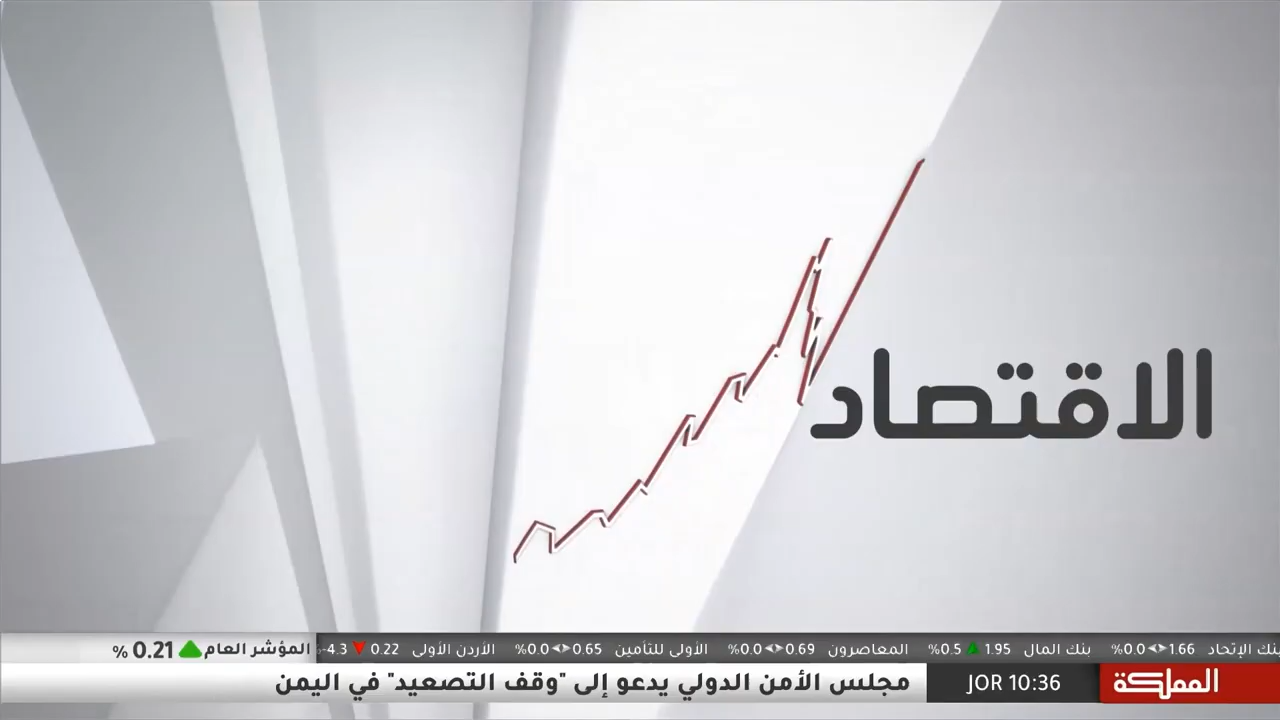 الاقتصاد
بنك الإتحاد 1.66 %0.0 بنك المال 1.95 %0.5 المعاصرون 0.69 %0.0 الأولى للتأمين 0.65 %0.0 الأردن الأولى 0.22 -4.3 المؤشر العام 0.21 %
المملكة JOR 10:36 مجلس الأمن الدولي يدعو إلى "وقف التصعيد" في اليمن